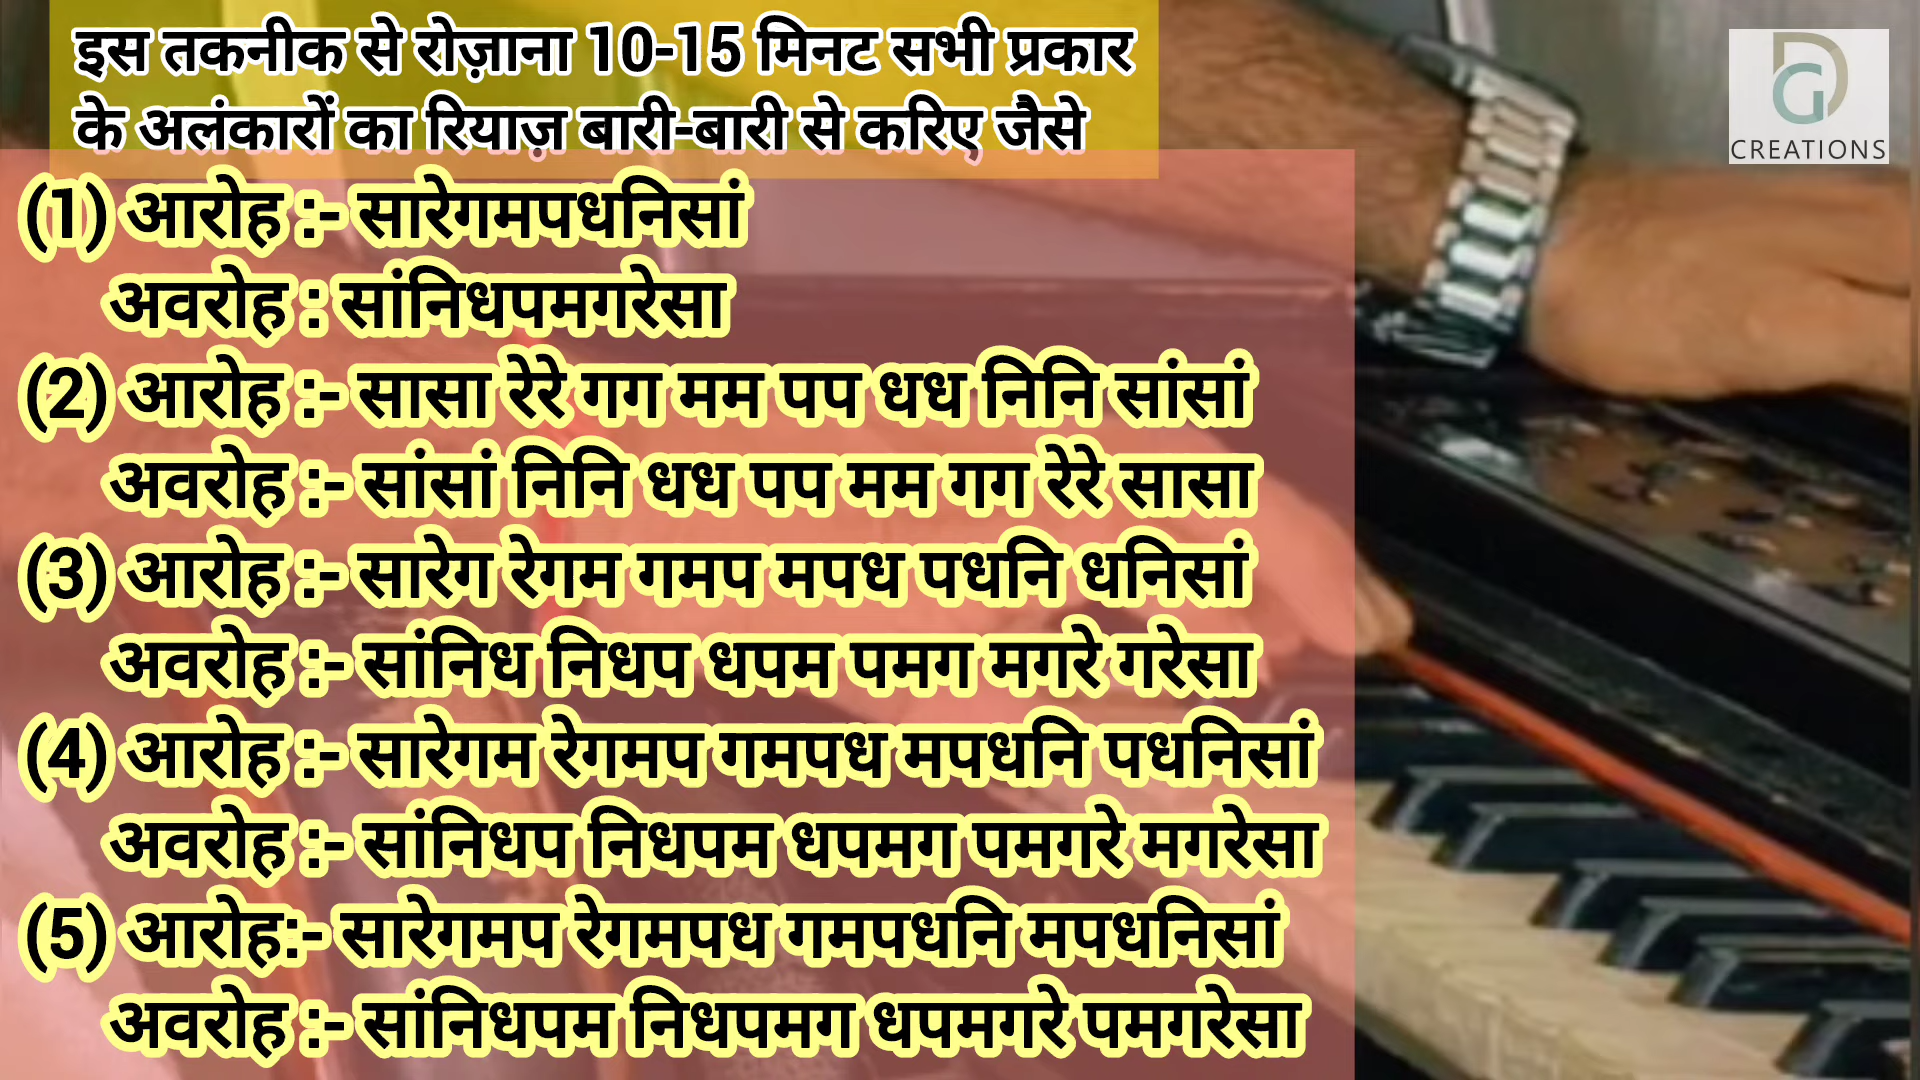 इस तकनीक से रोज़ाना 10-15 मिनट सभी प्रकार
के अलंकारों का रियाज़ बारी-बारी से करिए जैसे
(1) आरोह :- सारेगमपधनिसां
अवरोह : सांनिधपमगरेसा
(2) आरोह :- सासा रेरे गग मम पप धध निनि सांसां
अवरोह :- सांसां निनि धध पप मम गग रेरे सासा
(3) आरोह :- सारेग रेगम गमप मपध पधनि धनिसां
अवरोह :- सांनिध निधप धपम पमग मगरे गरेसा
(4) आरोह :- सारेगम रेगमप गमपध मपधनि पधनिसां
अवरोह :- सांनिधप निधपम धपमग पमगरे मगरेसा
(5) आरोह:- सारेगमप रेगमपध गमपधनि मपधनिसां
अवरोह :- सांनिधपम निधपमग धपमगरे पमगरेसा
DG
CREATIONS